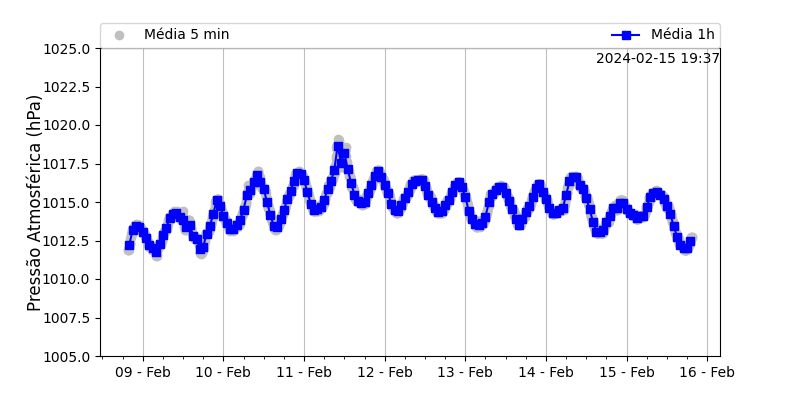 Média 5 min
Média 1h
2024-02-15 19:37
Pressão Atmosférica (hPa)
1025.0
1022.5
1020.0
1017.5
1015.0
1012.5
1010.0
1007.5
1005.0
09 - Feb
10 - Feb
11 - Feb
12 - Feb
13 - Feb
14 - Feb
15 - Feb
16 - Feb